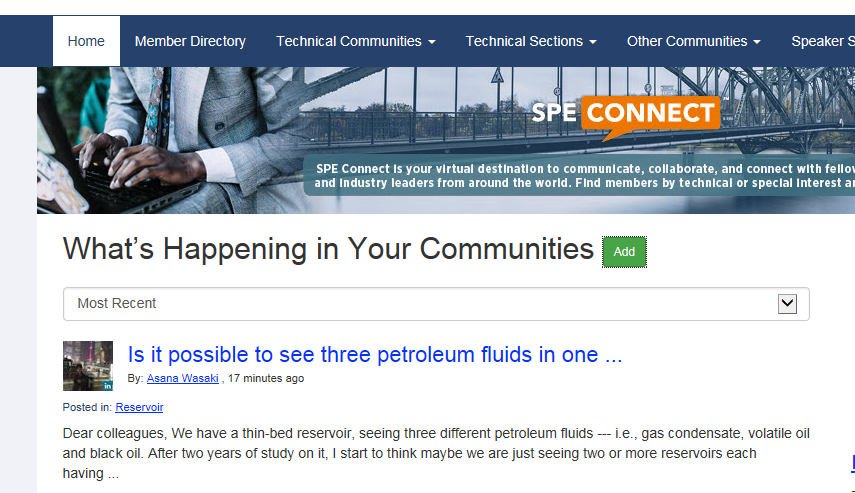 Home Member Directory Technical Communities Technical Sections Other Communities Speaker S
SPE CONNECT
SPE Connect is your virtual destination to communicate, collaborate, and connect with fellow
and industry leaders from around the world. Find members by technical or special interest an
What’s Happening in Your Communities Add
Most Recent
Is it possible to see three petroleum fluids in one ...
in
By: Asana Wasaki , 17 minutes ago
Posted in: Reservoir
Dear colleagues, We have a thin-bed reservoir, seeing three different petroleum fluids --- i.e., gas condensate, volatile oil
and black oil. After two years of study on it, I start to think maybe we are just seeing two or more reservoirs each
having ...